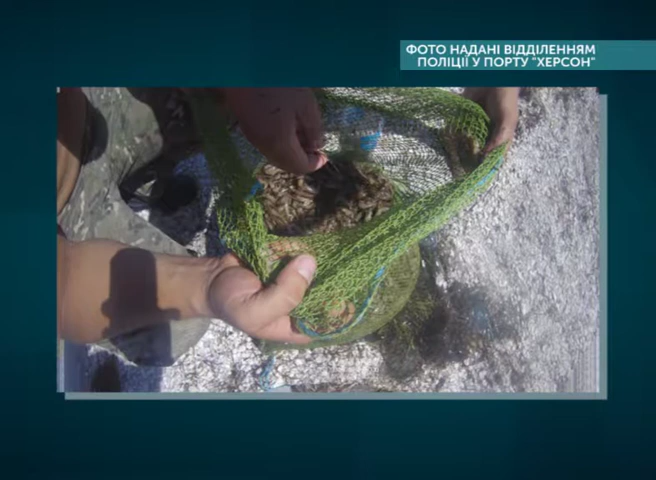 ФОТО НАДАНІ ВІДДІЛЕННЯМ
ПОЛІЦІЇ У ПОРТУ "ХЕРСОН"